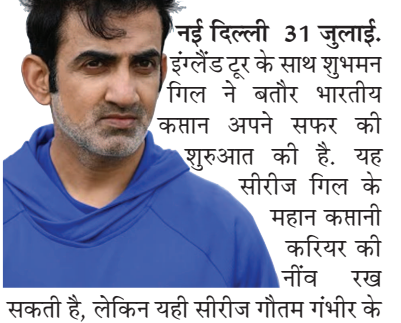 नई दिल्ली 31 जुलाई.
इंग्लैंड टूर के साथ शुभमन
गिल ने बतौर भारतीय
कप्तान अपने सफर की
शुरुआत की है. यह
सीरीज गिल के
महान कप्तानी
करियर की
नींव रख
सकती है, लेकिन यही सीरीज गौतम गंभीर के